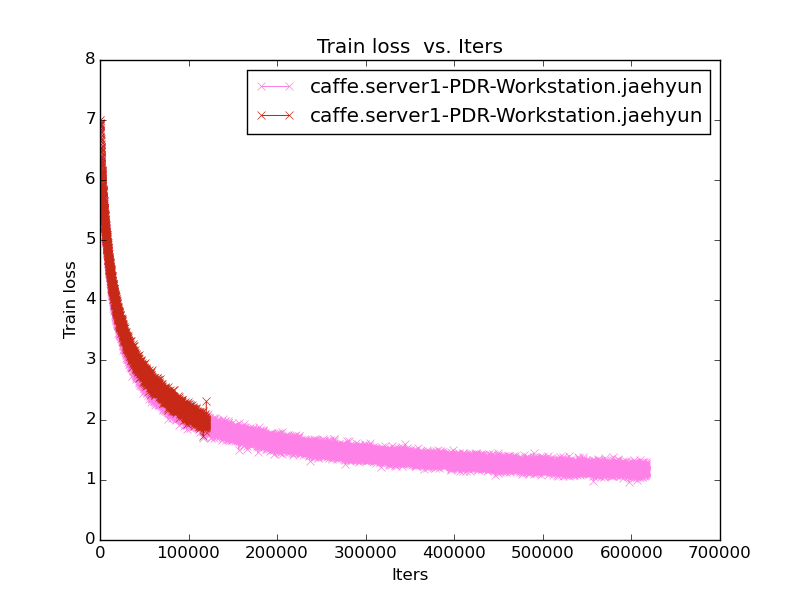 Train loss  vs. Iters
caffe.server1-PDR-Workstation.jaehyun
caffe.server1-PDR-Workstation.jaehyun
8
7
6
5
4
3
2
1
0
Train loss
0 100000 200000 300000 400000 500000 600000 700000
Iters